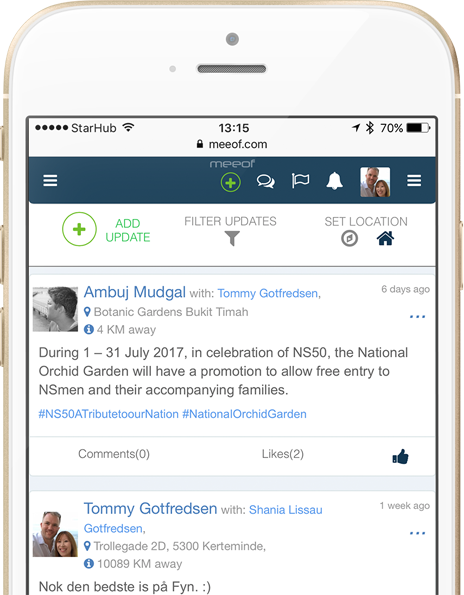 StarHub 13:15 70%
meeof.com
meeof
ADD UPDATE FILTER UPDATES SET LOCATION
Ambuj Mudgal with: Tommy Gotfredsen, 6 days ago
Botanic Gardens Bukit Timah
4 KM away
During 1 – 31 July 2017, in celebration of NS50, the National
Orchid Garden will have a promotion to allow free entry to
NSmen and their accompanying families.
#NS50ATributetoourNation #NationalOrchidGarden
Comments(0) Likes(2)
Tommy Gotfredsen with: Shania Lissau 1 week ago
Gotfredsen,
Trollegade 2D, 5300 Kerteminde,
10089 KM away
Nok den bedste is på Fyn. :)